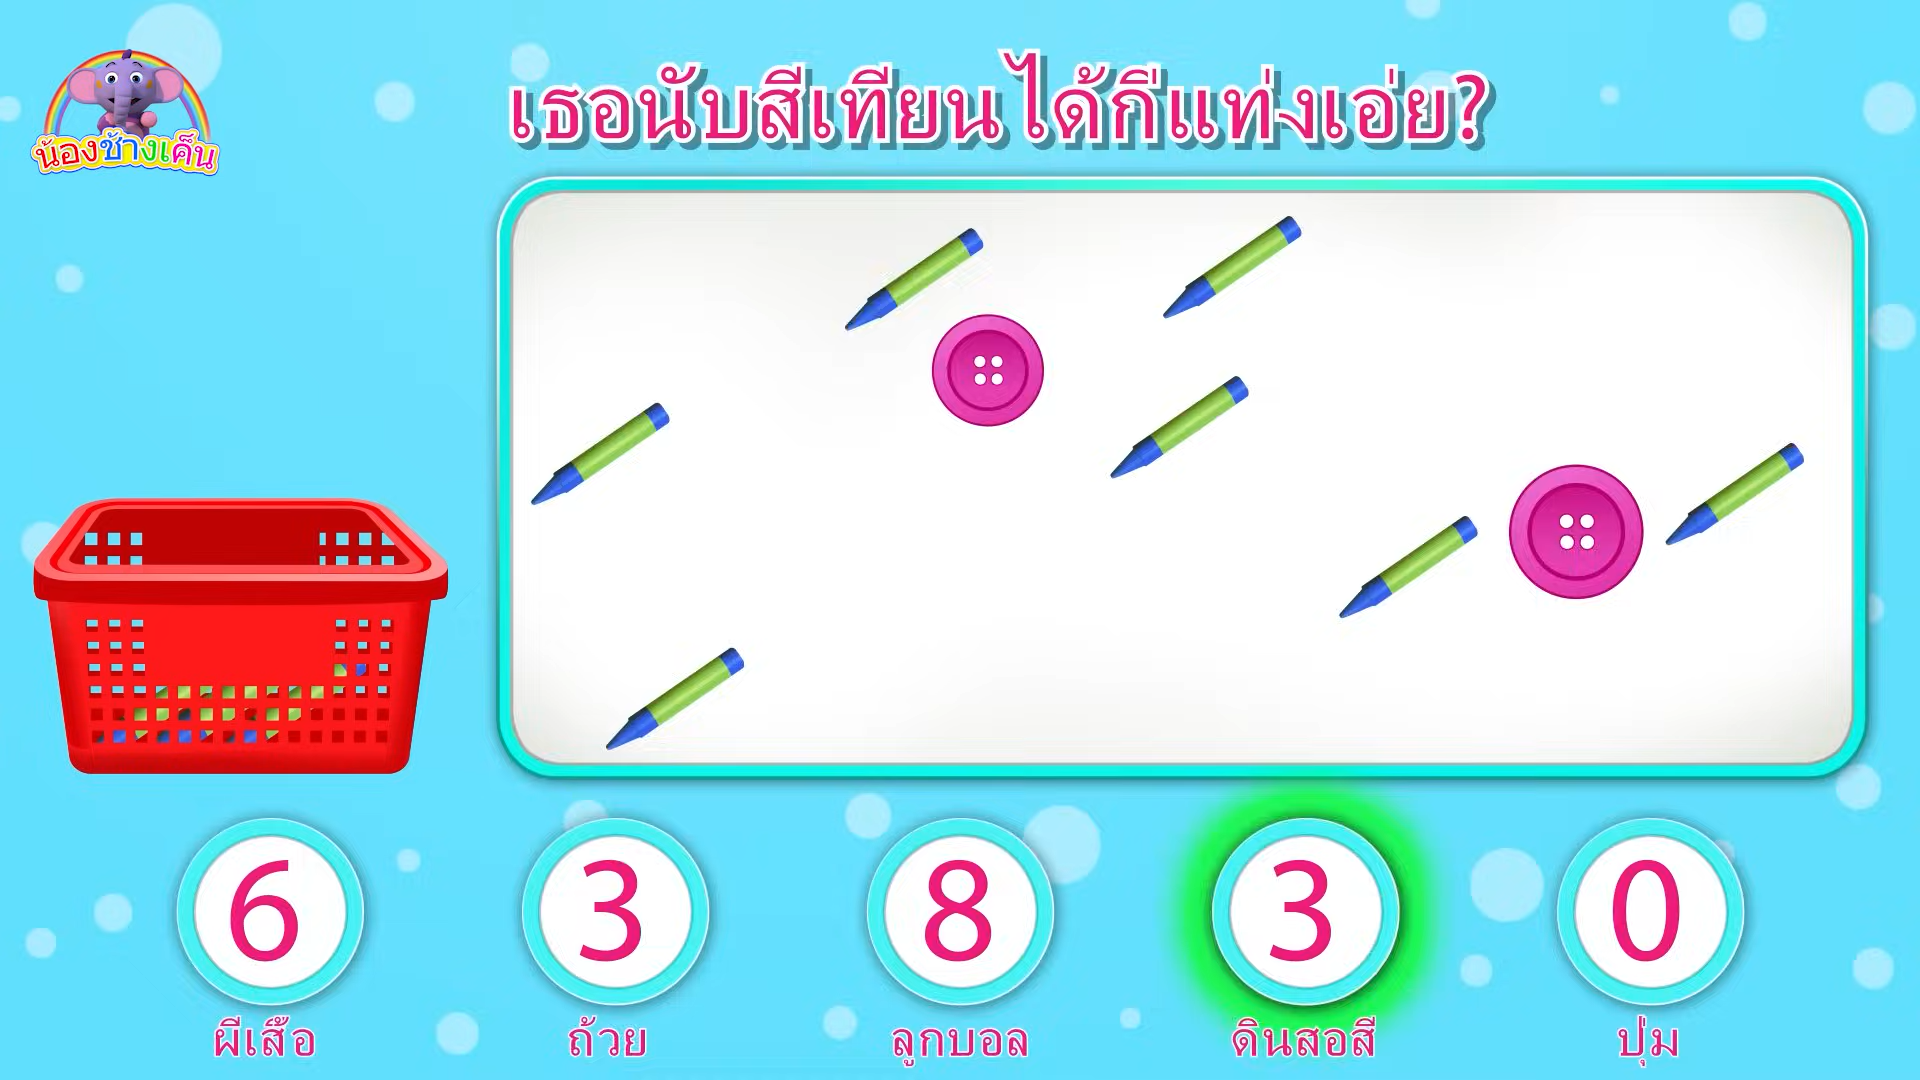 น้องช้างเค็น
เธอนับสีเทียนได้กี่แท่งเอ่ย?
6 3 8 3 0
ผีเสื้อ ถ้วย ลูกบอล ดินสอสี ปุ่ม